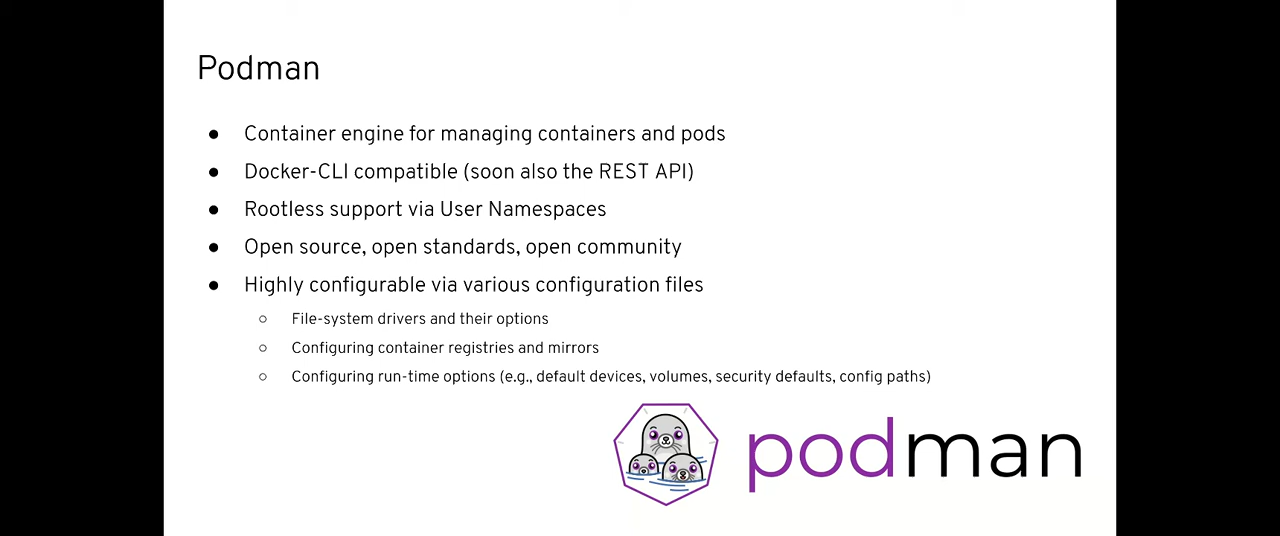 Podman
● Container engine for managing containers and pods
● Docker-CLI compatible (soon also the REST API)
● Rootless support via User Namespaces
● Open source, open standards, open community
● Highly configurable via various configuration files
○ File-system drivers and their options
○ Configuring container registries and mirrors
○ Configuring run-time options (e.g., default devices, volumes, security defaults, config paths)
podman